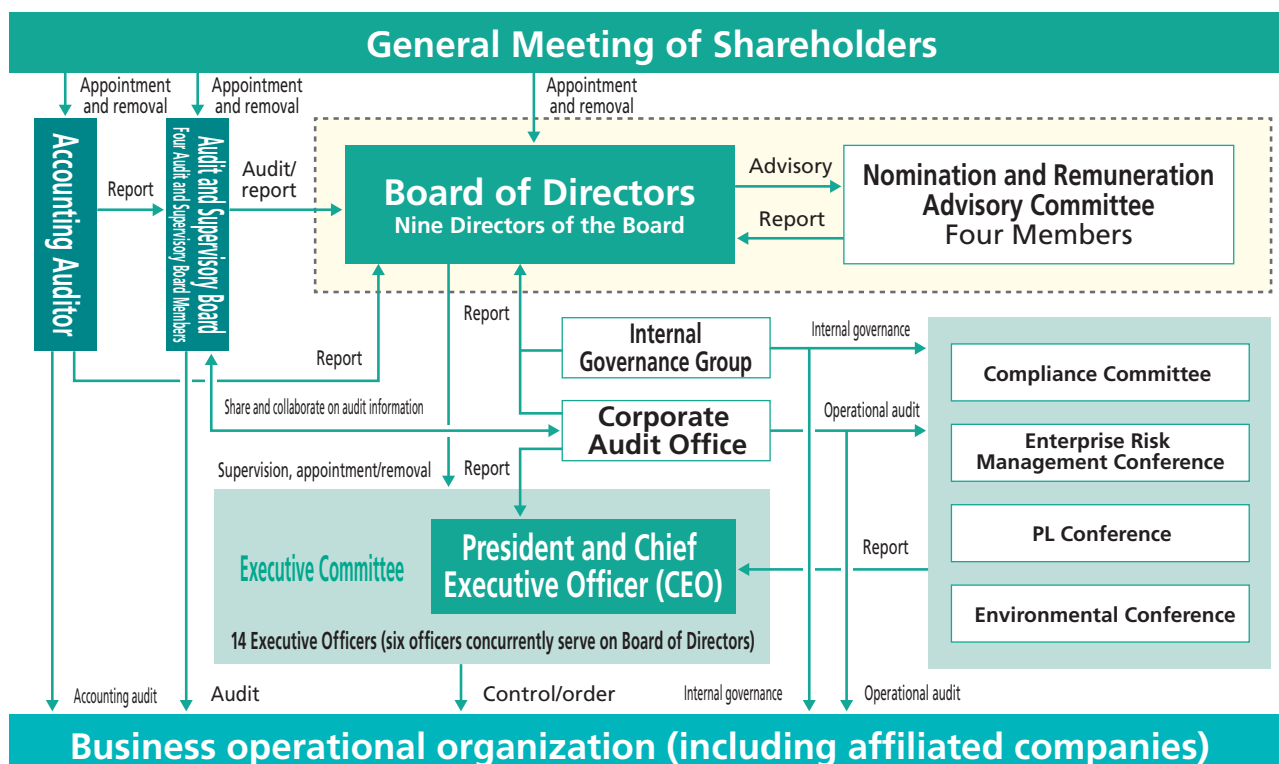 General Meeting of Shareholders
Appointment
and removal
Appointment
and removal
Appointment
and removal
Accounting Auditor
Report
Audit and Supervisory Board
Four Audit and Supervisory Board Members
Audit/
report
Board of Directors
Nine Directors of the Board
Advisory
Report
Nomination and Remuneration
Advisory Committee
Four Members
Report
Report
Internal
Governance Group
Internal governance
Share and collaborate on audit information
Corporate
Audit Office
Operational audit
Compliance Committee
Enterprise Risk
Management Conference
PL Conference
Environmental Conference
Supervision, appointment/removal
Report
Executive Committee
President and Chief
Executive Officer (CEO)
Report
14 Executive Officers (six officers concurrently serve on Board of Directors)
Accounting audit
Audit
Control/order
Internal governance
Operational audit
Business operational organization (including affiliated companies)